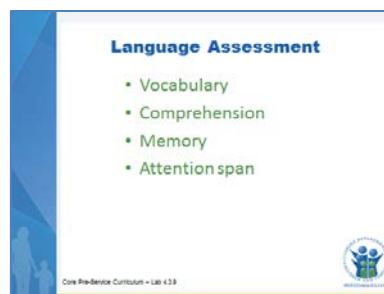 Language Assessment
• Vocabulary
• Comprehension
• Memory
• Attention span
Core Pre-Service Curriculum – Lab 4.3.9